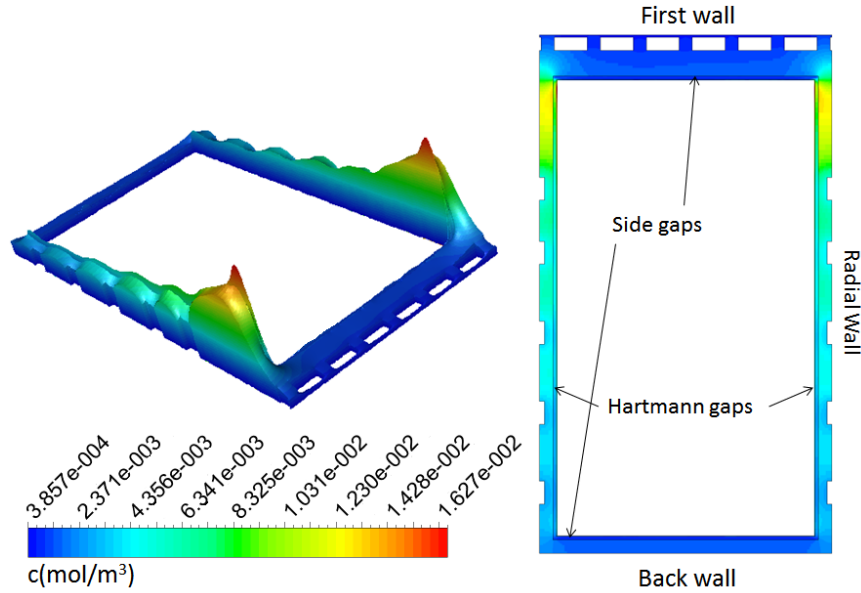 First wall
Side gaps
Radial Wall
Hartmann gaps
Back wall
3.857e-004
2.371e-003
4.356e-003
6.341e-003
8.325e-003
1.031e-002
1.230e-002
1.428e-002
1.627e-002
c(mol/m³)